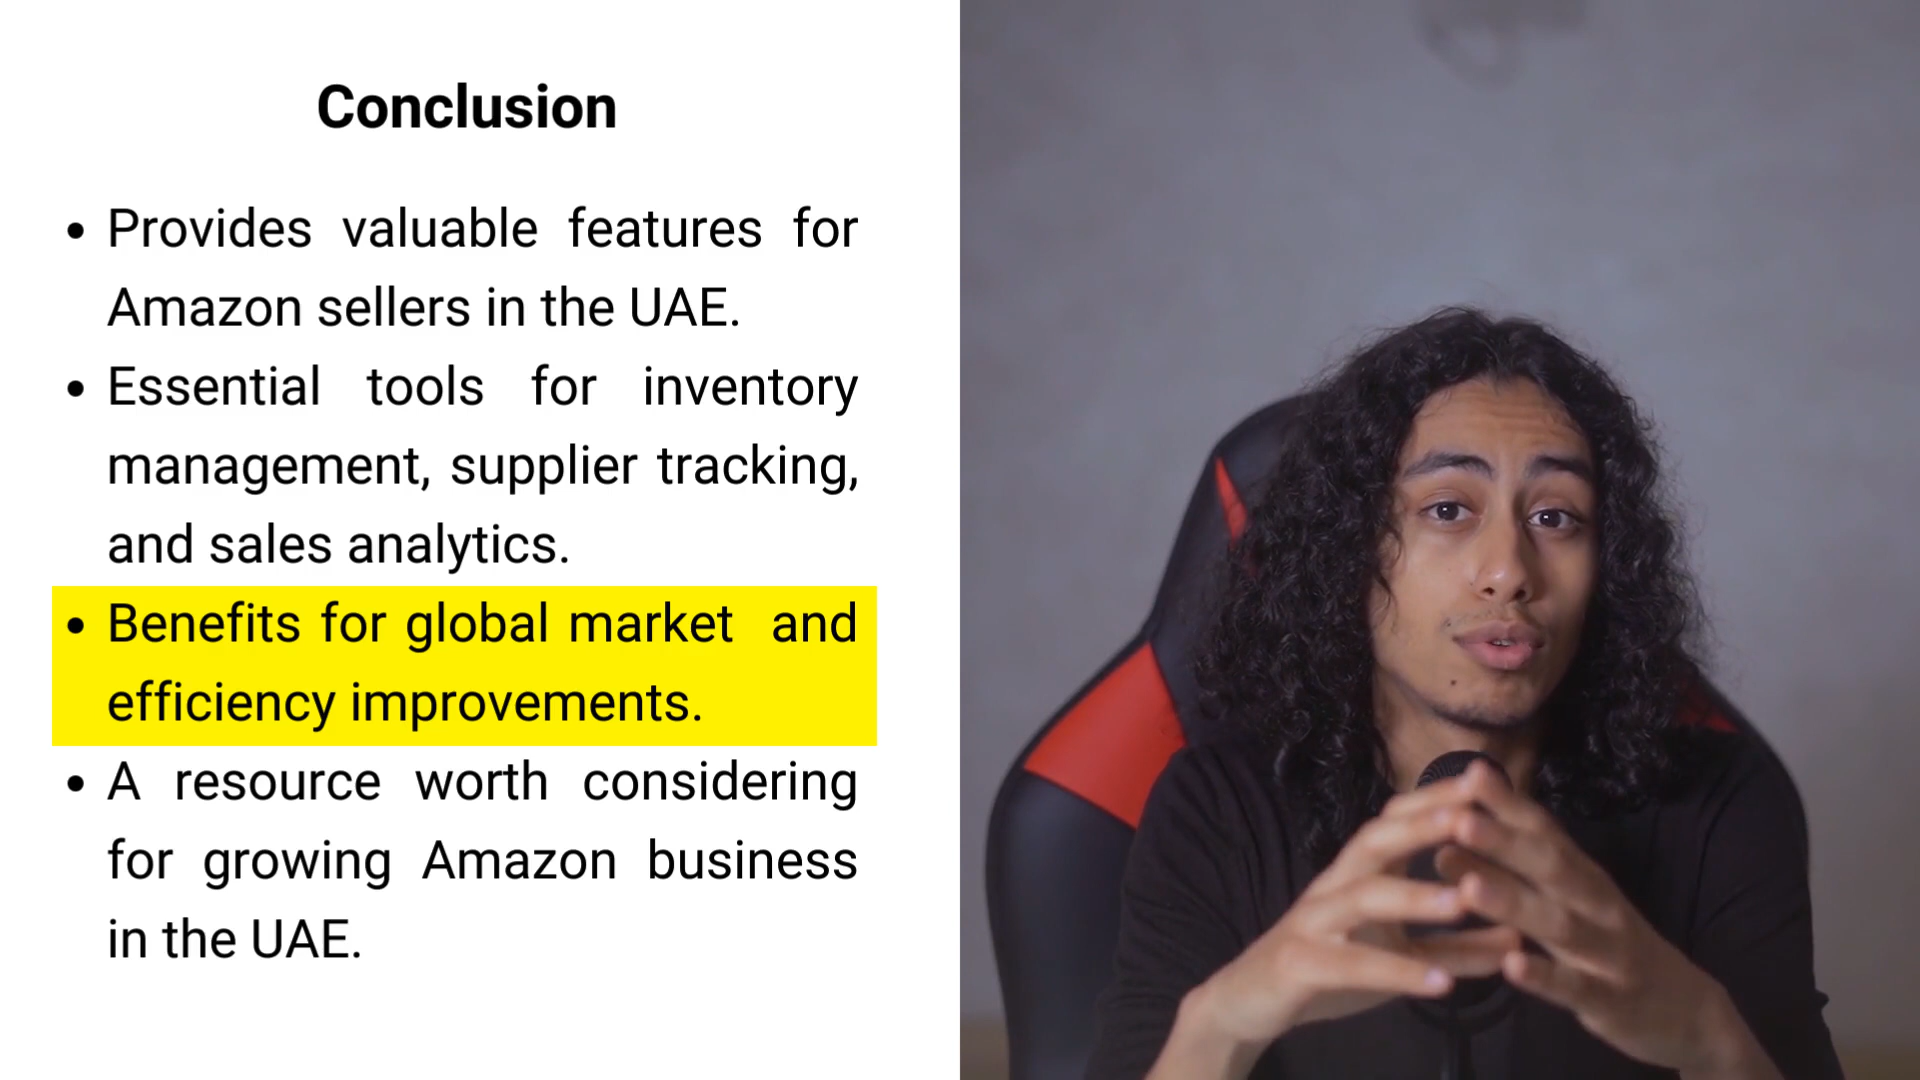 Conclusion
• Provides valuable features for
Amazon sellers in the UAE.
• Essential tools for inventory
management, supplier tracking,
and sales analytics.
• Benefits for global market and
efficiency improvements.
• A resource worth considering
for growing Amazon business
in the UAE.